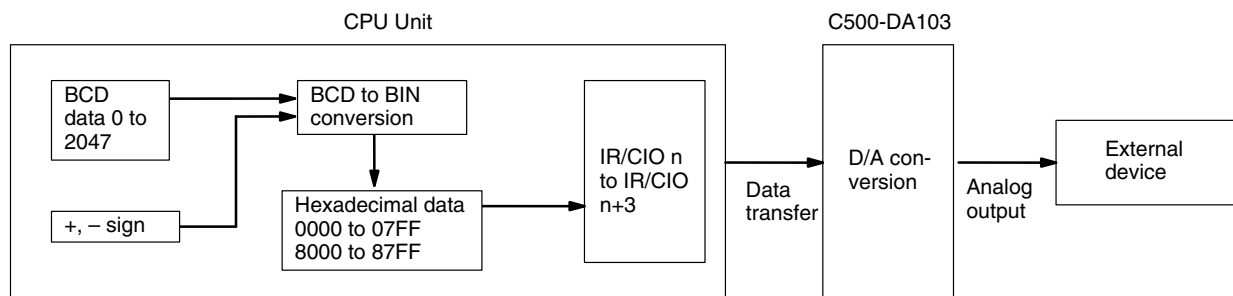 CPU Unit
C500-DA103
BCD
data 0 to
2047
BCD to BIN
conversion
+, – sign
Hexadecimal data
0000 to 07FF
8000 to 87FF
IR/CIO n
to IR/CIO
n+3
Data
transfer
D/A con-
version
Analog
output
External
device